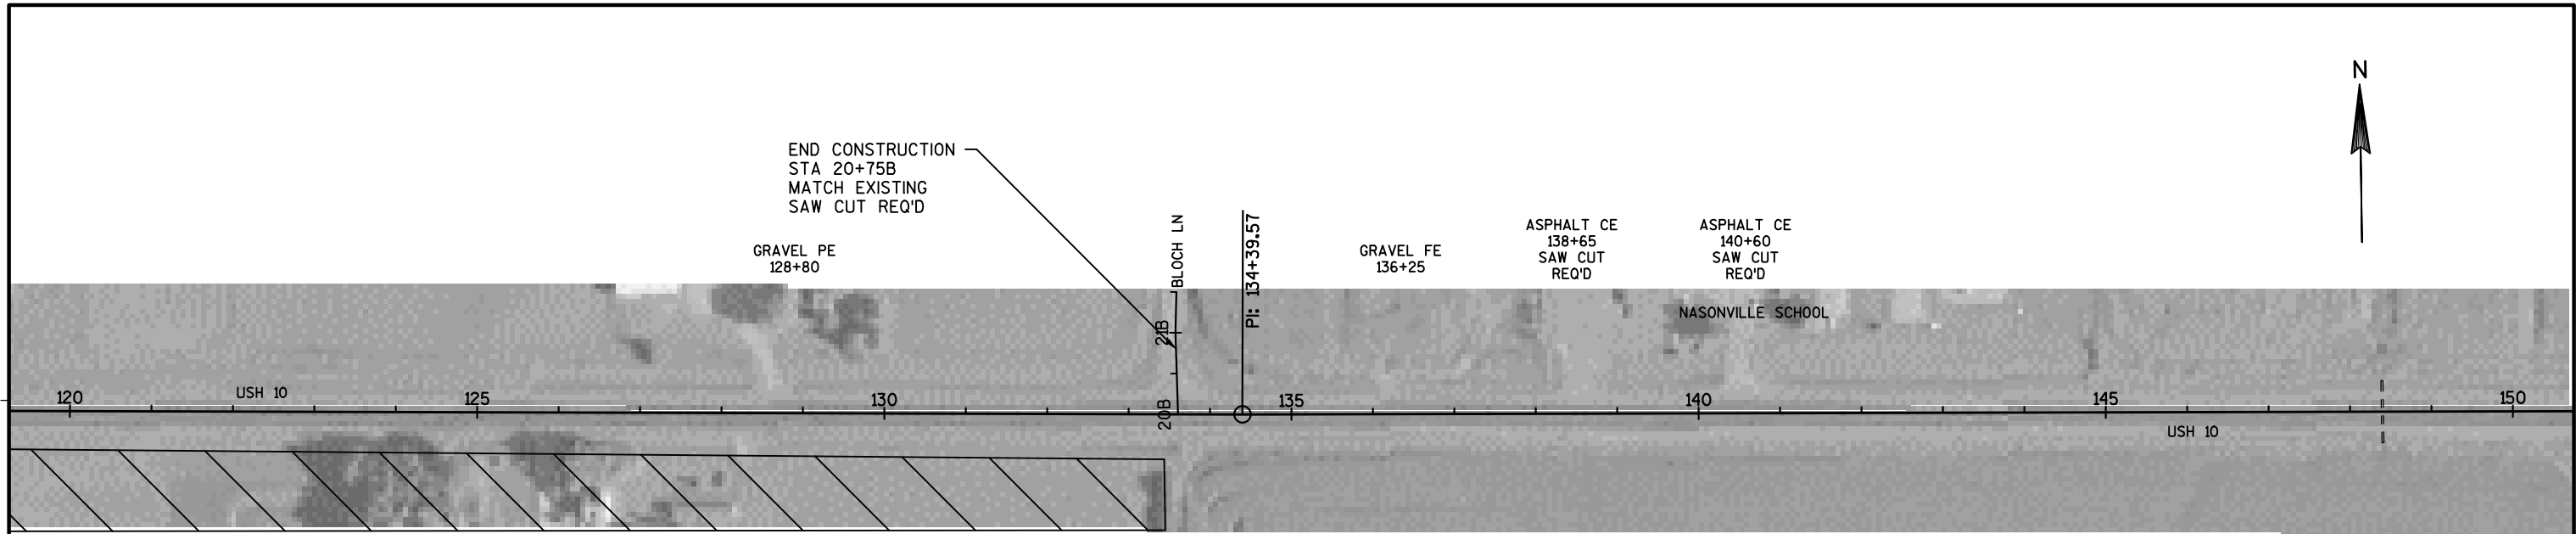 N
END CONSTRUCTION
STA 20+75B
MATCH EXISTING
SAW CUT REQ'D
GRAVEL PE
128+80
BLOCH LN
PI: 134+39.57
GRAVEL FE
136+25
ASPHALT CE
138+65
SAW CUT
REQ'D
ASPHALT CE
140+60
SAW CUT
REQ'D
NASONVILLE SCHOOL
21B
20B
120
USH 10
125
130
135
140
145
150
USH 10